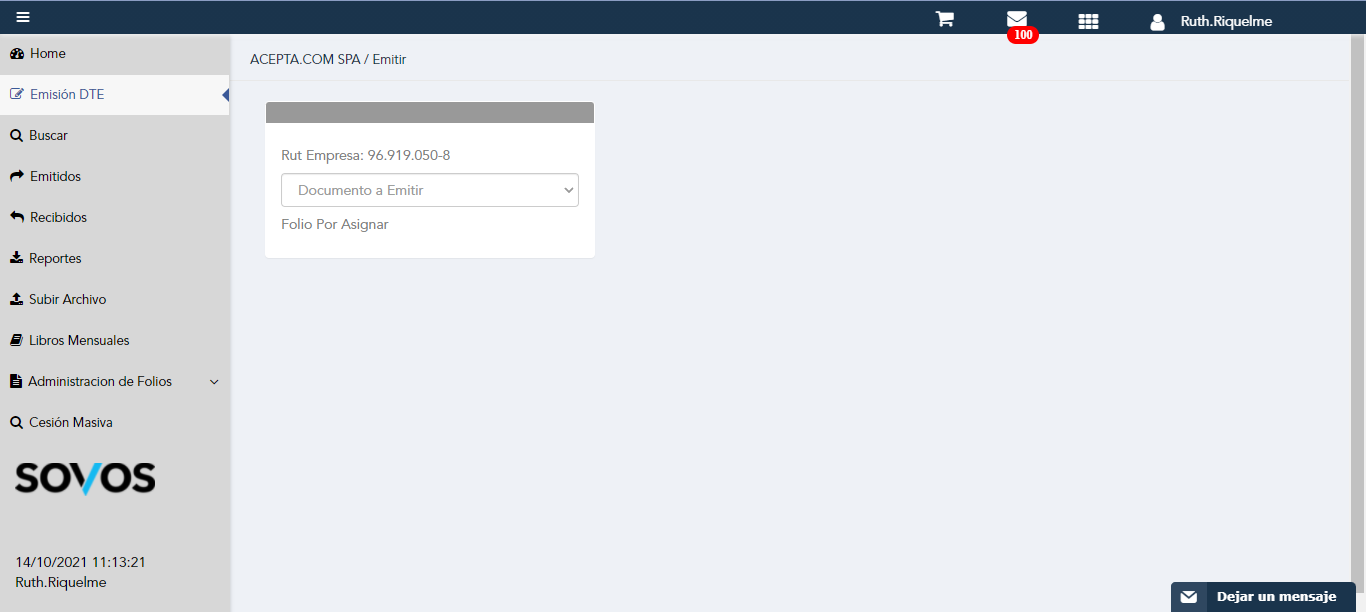 Ruth.Riquelme
100
Home
ACEPTA.COM SPA / Emitir
Emisión DTE
Buscar
Rut Empresa: 96.919.050-8
Emitidos
Documento a Emitir
Recibidos
Folio Por Asignar
Reportes
Subir Archivo
Libros Mensuales
Administracion de Folios
Cesión Masiva
SOVOS
14/10/2021 11:13:21
Ruth.Riquelme
Dejar un mensaje